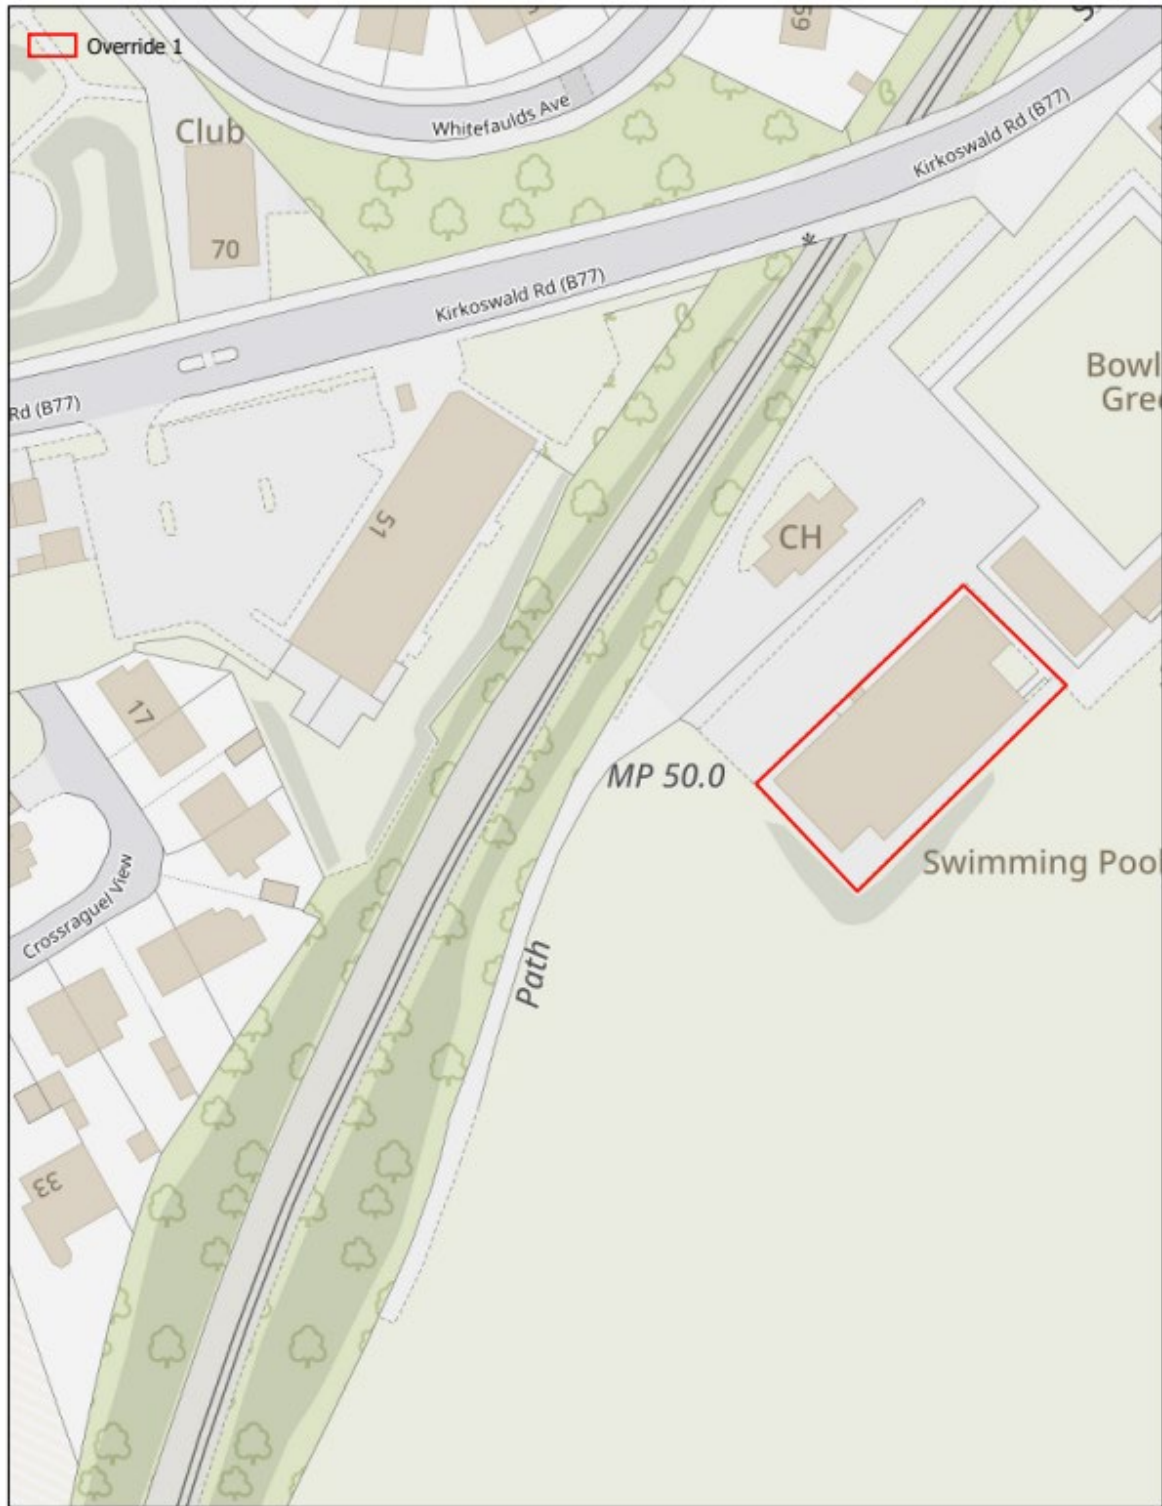 Override 1
59
Whitefaulds Ave
Club
70
Kirkoswald Rd (B77)
Kirkoswald Rd (B77)
Rd (B77)
Bowl
Gree
51
CH
17
MP 50.0
Swimming Pool
Crossraguel View
Path
33